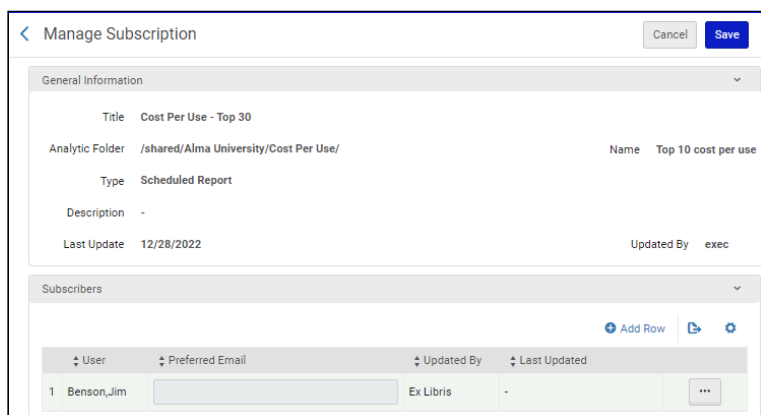 Manage Subscription Cancel Save
General Information
Title Cost Per Use - Top 30
Analytic Folder /shared/Alma University/Cost Per Use/ Name Top 10 cost per use
Type Scheduled Report
Description -
Last Update 12/28/2022 Updated By exec
Subscribers
Add Row
User Preferred Email Updated By Last Updated
1 Benson,Jim Ex Libris -